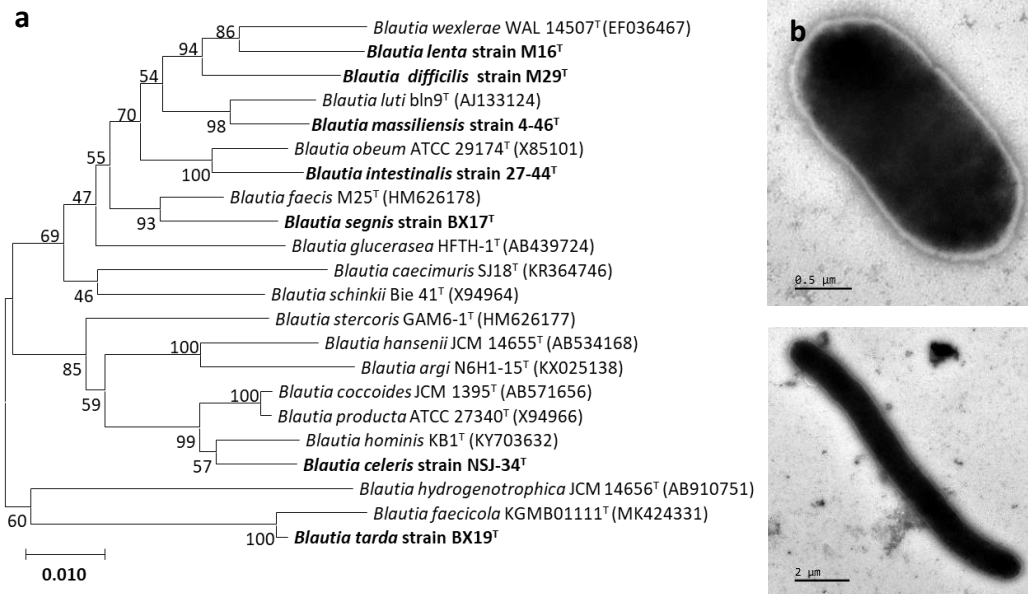 a
86
Blautia wexlerae WAL 14507ᵀ (EF036467)
94
Blautia lenta strain M16ᵀ
54
Blautia difficilis strain M29ᵀ
Blautia luti bln9ᵀ (AJ133124)
70
98
Blautia massiliensis strain 4-46ᵀ
Blautia obeum ATCC 29174ᵀ (X85101)
55
100
Blautia intestinalis strain 27-44ᵀ
47
Blautia faecis M25ᵀ (HM626178)
93
Blautia segnis strain BX17ᵀ
69
Blautia glucerasea HFTH-1ᵀ (AB439724)
Blautia caecimuris SJ18ᵀ (KR364746)
46
Blautia schinkii Bie 41ᵀ (X94964)
Blautia stercoris GAM6-1ᵀ (HM626177)
100
Blautia hansenii JCM 14655ᵀ (AB534168)
85
Blautia argi N6H1-15ᵀ (KX025138)
59
100
Blautia coccoides JCM 1395ᵀ (AB571656)
Blautia producta ATCC 27340ᵀ (X94966)
99
Blautia hominis KB1ᵀ (KY703632)
57
Blautia celeris strain NSJ-34ᵀ
Blautia hydrogenotrophica JCM 14656ᵀ (AB910751)
60
Blautia faecicola KGMB01111ᵀ (MK424331)
100
Blautia tarda strain BX19ᵀ
0.010
b
0.5 µm
2 µm